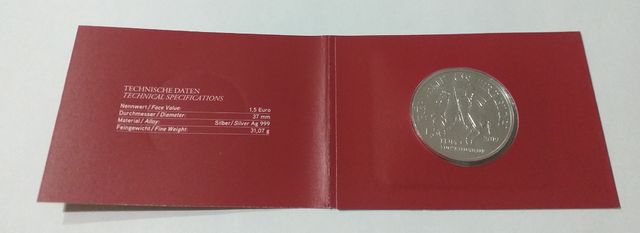 TECHNISCHE DATEN
TECHNICAL SPECIFICATIONS
Nennwert / Face Value: 1,5 Euro
Durchmesser / Diameter: 37 mm
Material / Alloy: Silber/Silver Ag 999
Feingewicht / Fine Weight: 31,07 g